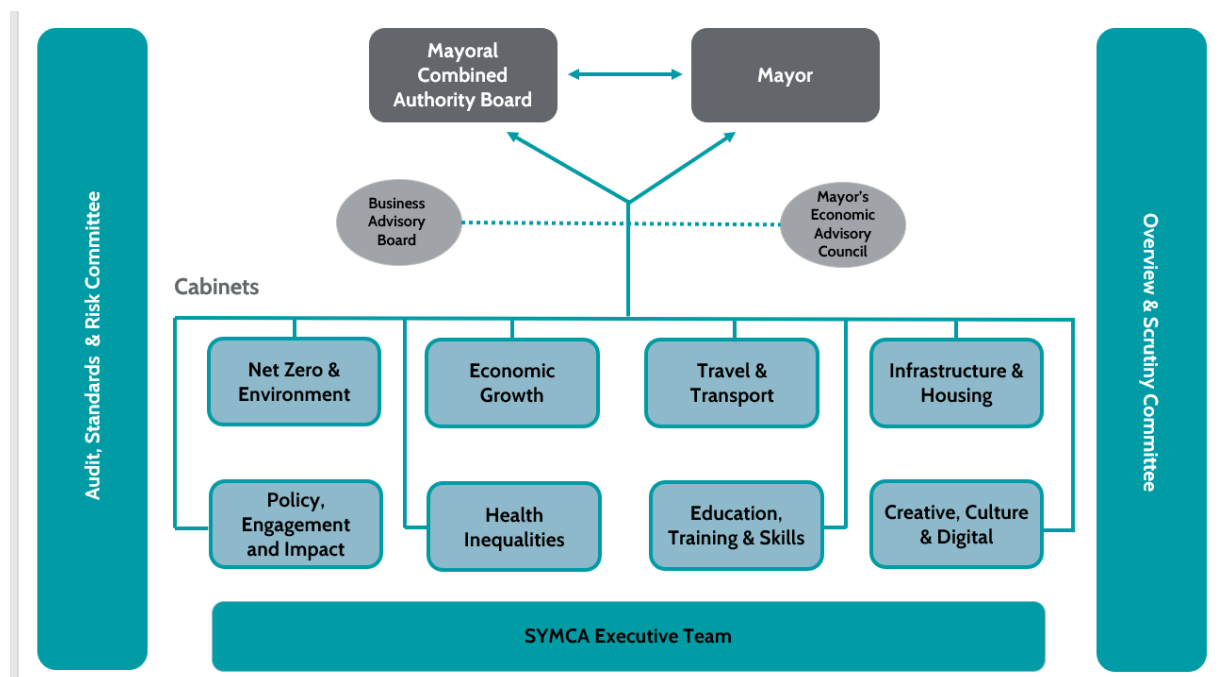 Mayoral
Combined
Authority Board
Mayor
Business
Advisory
Board
Mayor's
Economic
Advisory
Council
Cabinets
Net Zero &
Environment
Economic
Growth
Travel &
Transport
Infrastructure &
Housing
Policy,
Engagement
and Impact
Health
Inequalities
Education,
Training & Skills
Creative, Culture
& Digital
SYMCA Executive Team
Audit, Standards & Risk Committee
Overview & Scrutiny Committee